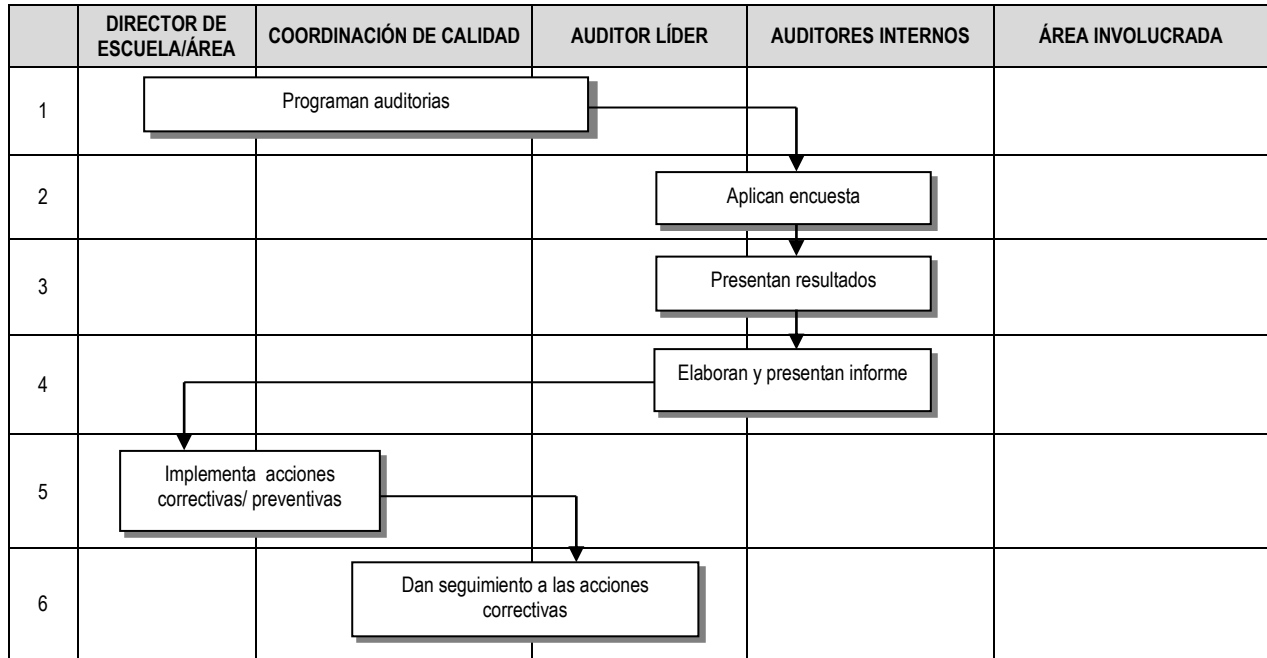 DIRECTOR DE
ESCUELA/ÁREA
COORDINACIÓN DE CALIDAD
AUDITOR LÍDER
AUDITORES INTERNOS
ÁREA INVOLUCRADA
1
Programan auditorias
2
Aplican encuesta
3
Presentan resultados
4
Elaboran y presentan informe
5
Implementa acciones
correctivas/ preventivas
6
Dan seguimiento a las acciones
correctivas